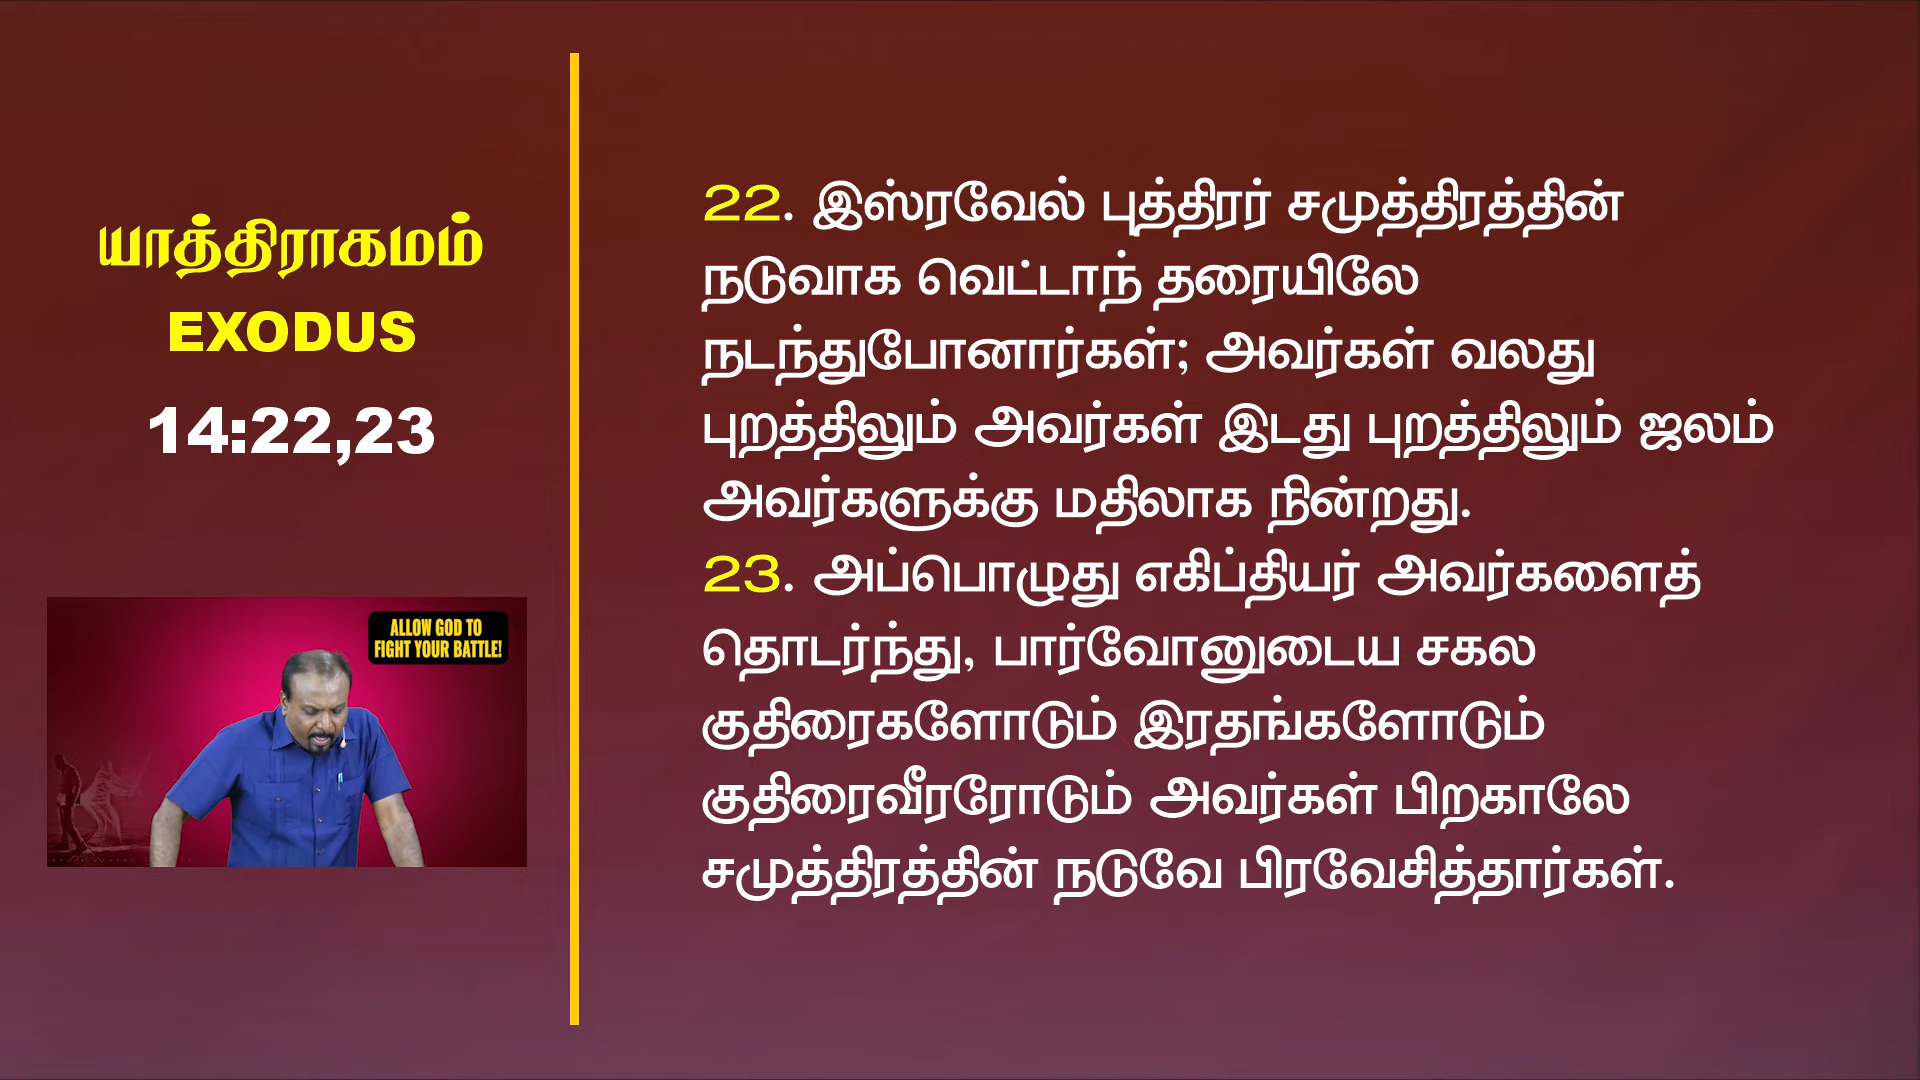 யாத்திராகமம்
EXODUS
14:22,23
ALLOW GOD TO
FIGHT YOUR BATTLE!
22. இஸ்ரவேல் புத்திரர் சமுத்திரத்தின்
நடுவாக வெட்டாந் தரையிலே
நடந்துபோனார்கள்; அவர்கள் வலது
புறத்திலும் அவர்கள் இடது புறத்திலும் ஜலம்
அவர்களுக்கு மதிலாக நின்றது.
23. அப்பொழுது எகிப்தியர் அவர்களைத்
தொடர்ந்து, பார்வோனுடைய சகல
குதிரைகளோடும் இரதங்களோடும்
குதிரைவீரரோடும் அவர்கள் பிறகாலே
சமுத்திரத்தின் நடுவே பிரவேசித்தார்கள்.